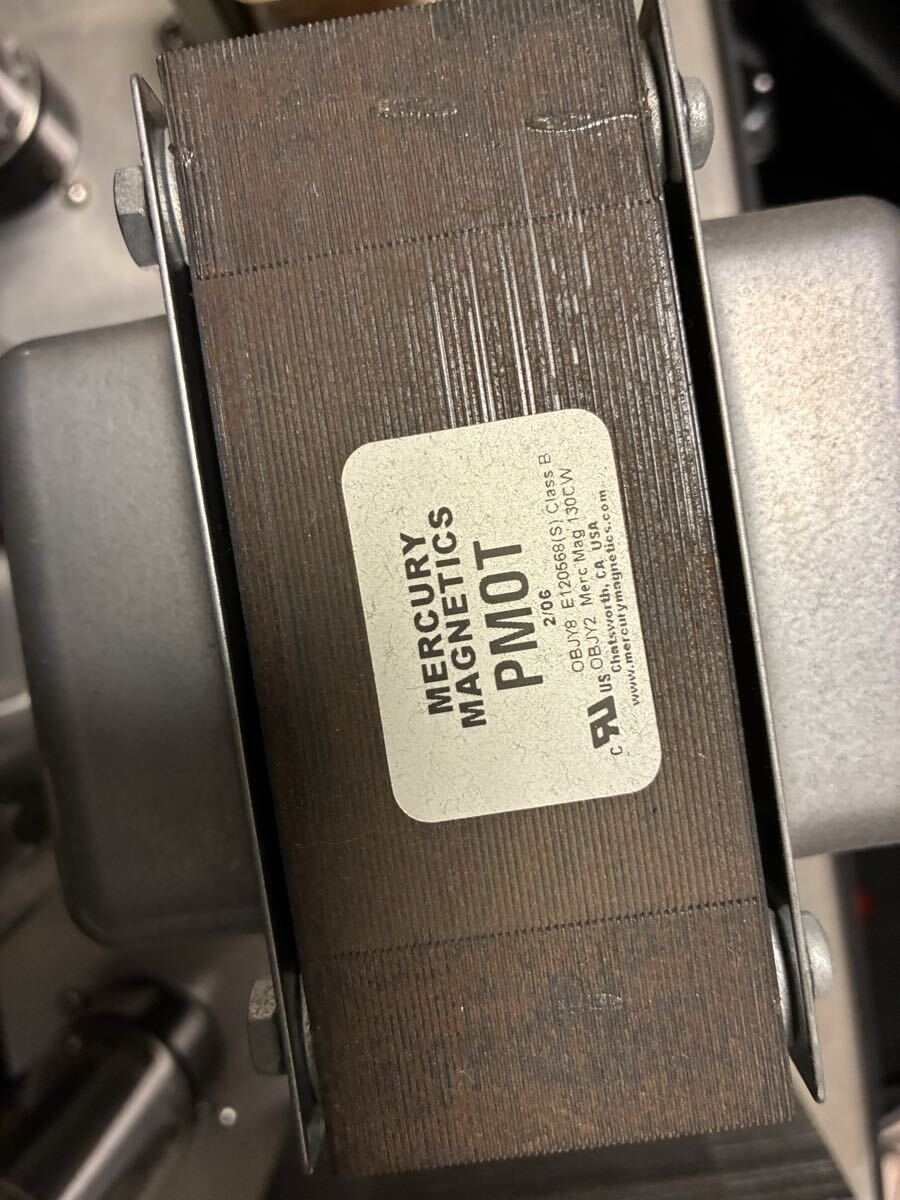 MERCURY
MAGNETICS
PMOT
2/06
OBJY8 E120568(S) Class B
OBJY2 Merc Mag 130CW
Chatsworth, CA USA
www.mercurymagnetics.com
C RU US